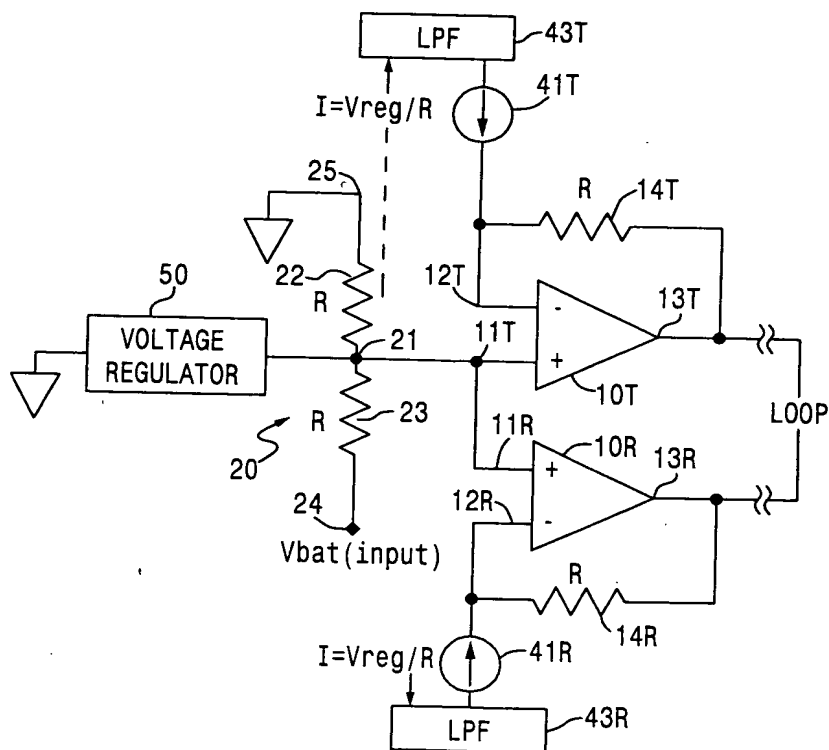 43T
LPF
41T
I=Vreg/R
25
R
14T
22
R
12T
13T
50
-
VOLTAGE
REGULATOR
21
11T
+
10T
LOOP
23
R
20
11R
10R
13R
+
12R
-
24
Vbat(input)
R
14R
I=Vreg/R
41R
LPF
43R